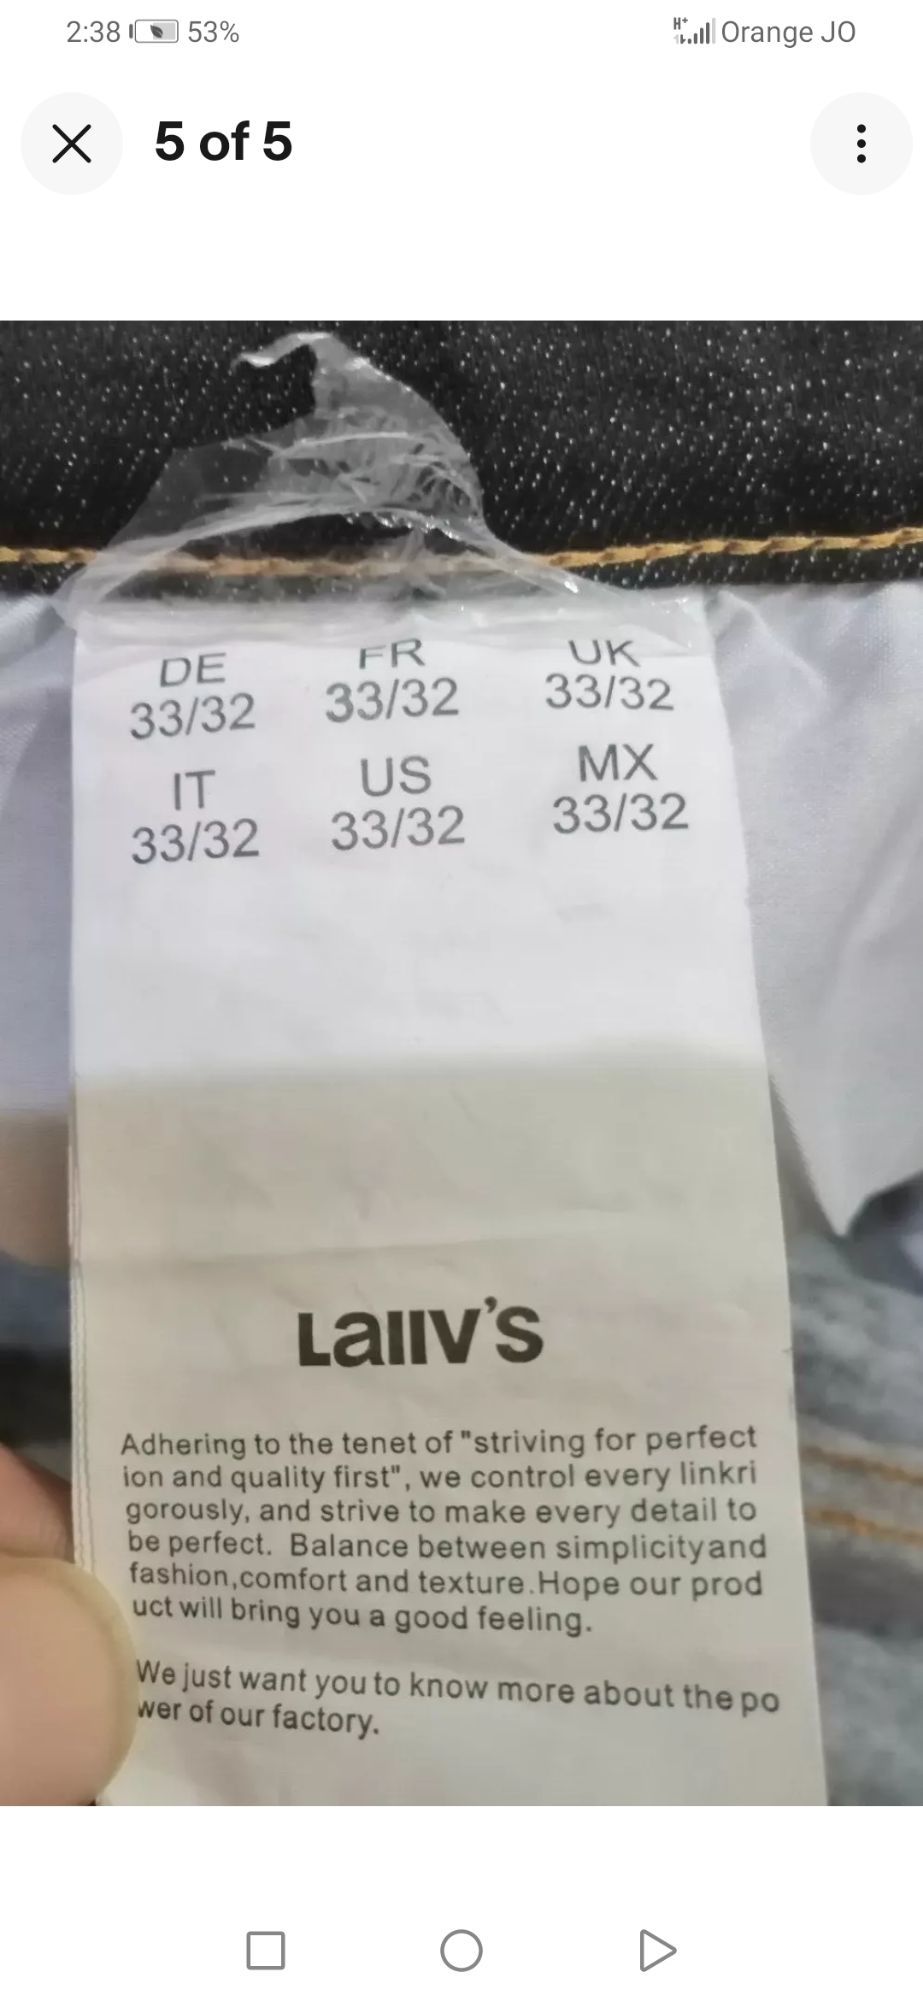 2:38 53% H+ Orange JO
5 of 5
DE FR UK
33/32 33/32 33/32
IT US MX
33/32 33/32 33/32
Lallv's
Adhering to the tenet of "striving for perfect
ion and quality first", we control every linkri
gorously, and strive to make every detail to
be perfect. Balance between simplicityand
fashion,comfort and texture.Hope our prod
uct will bring you a good feeling.
We just want you to know more about the po
wer of our factory.